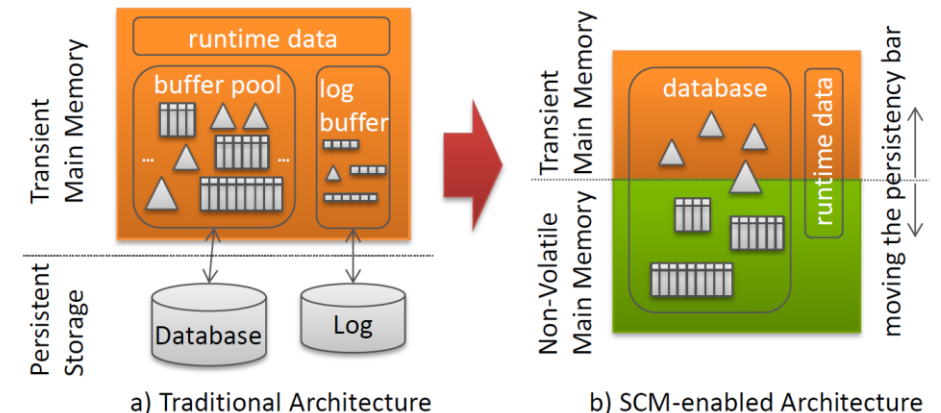 Transient
Main Memory
runtime data
buffer pool
log
buffer
...
...
Persistent
Storage
Database
Log
a) Traditional Architecture
Transient
Main Memory
Non-Volatile
Main Memory
database
runtime data
moving the persistency bar
b) SCM-enabled Architecture